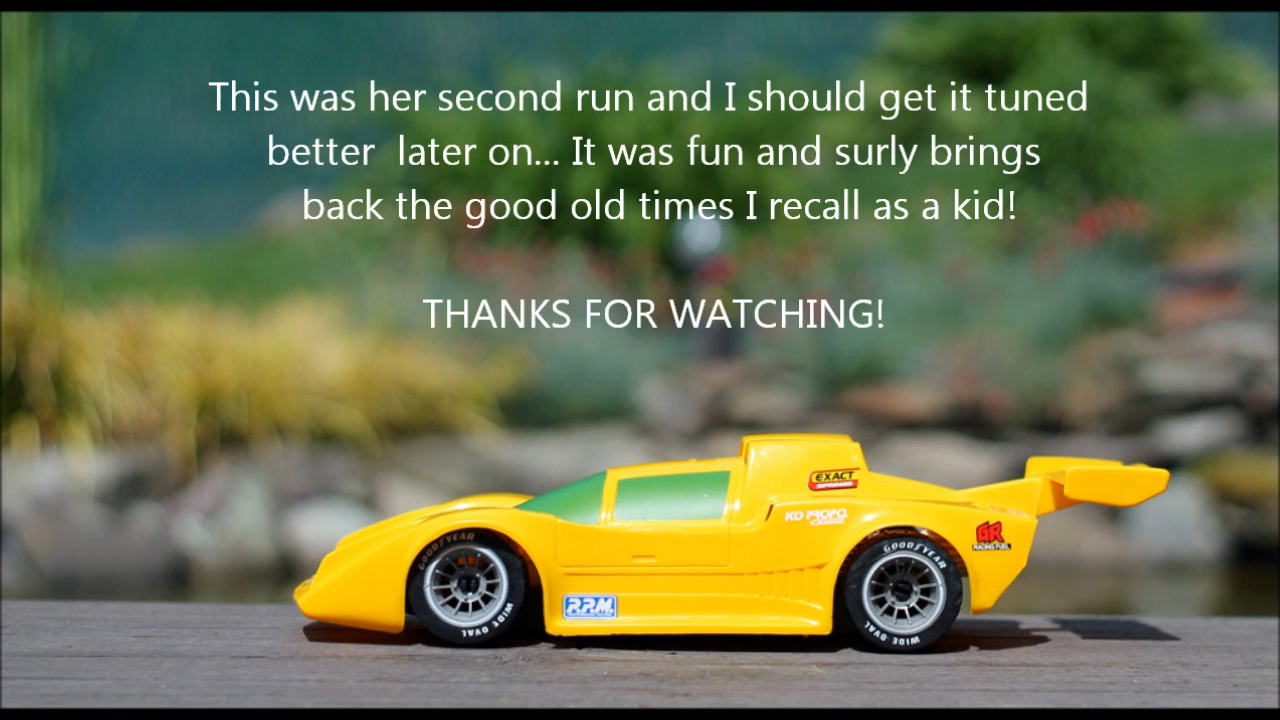 This was her second run and I should get it tuned
better  later on... It was fun and surly brings
back the good old times I recall as a kid!
THANKS FOR WATCHING!
EXACT
KO PROPO
GR
RACING FUEL
GOODYEAR
GOODYEAR
R.P.M.
WIDE OVAL
WIDE OVAL